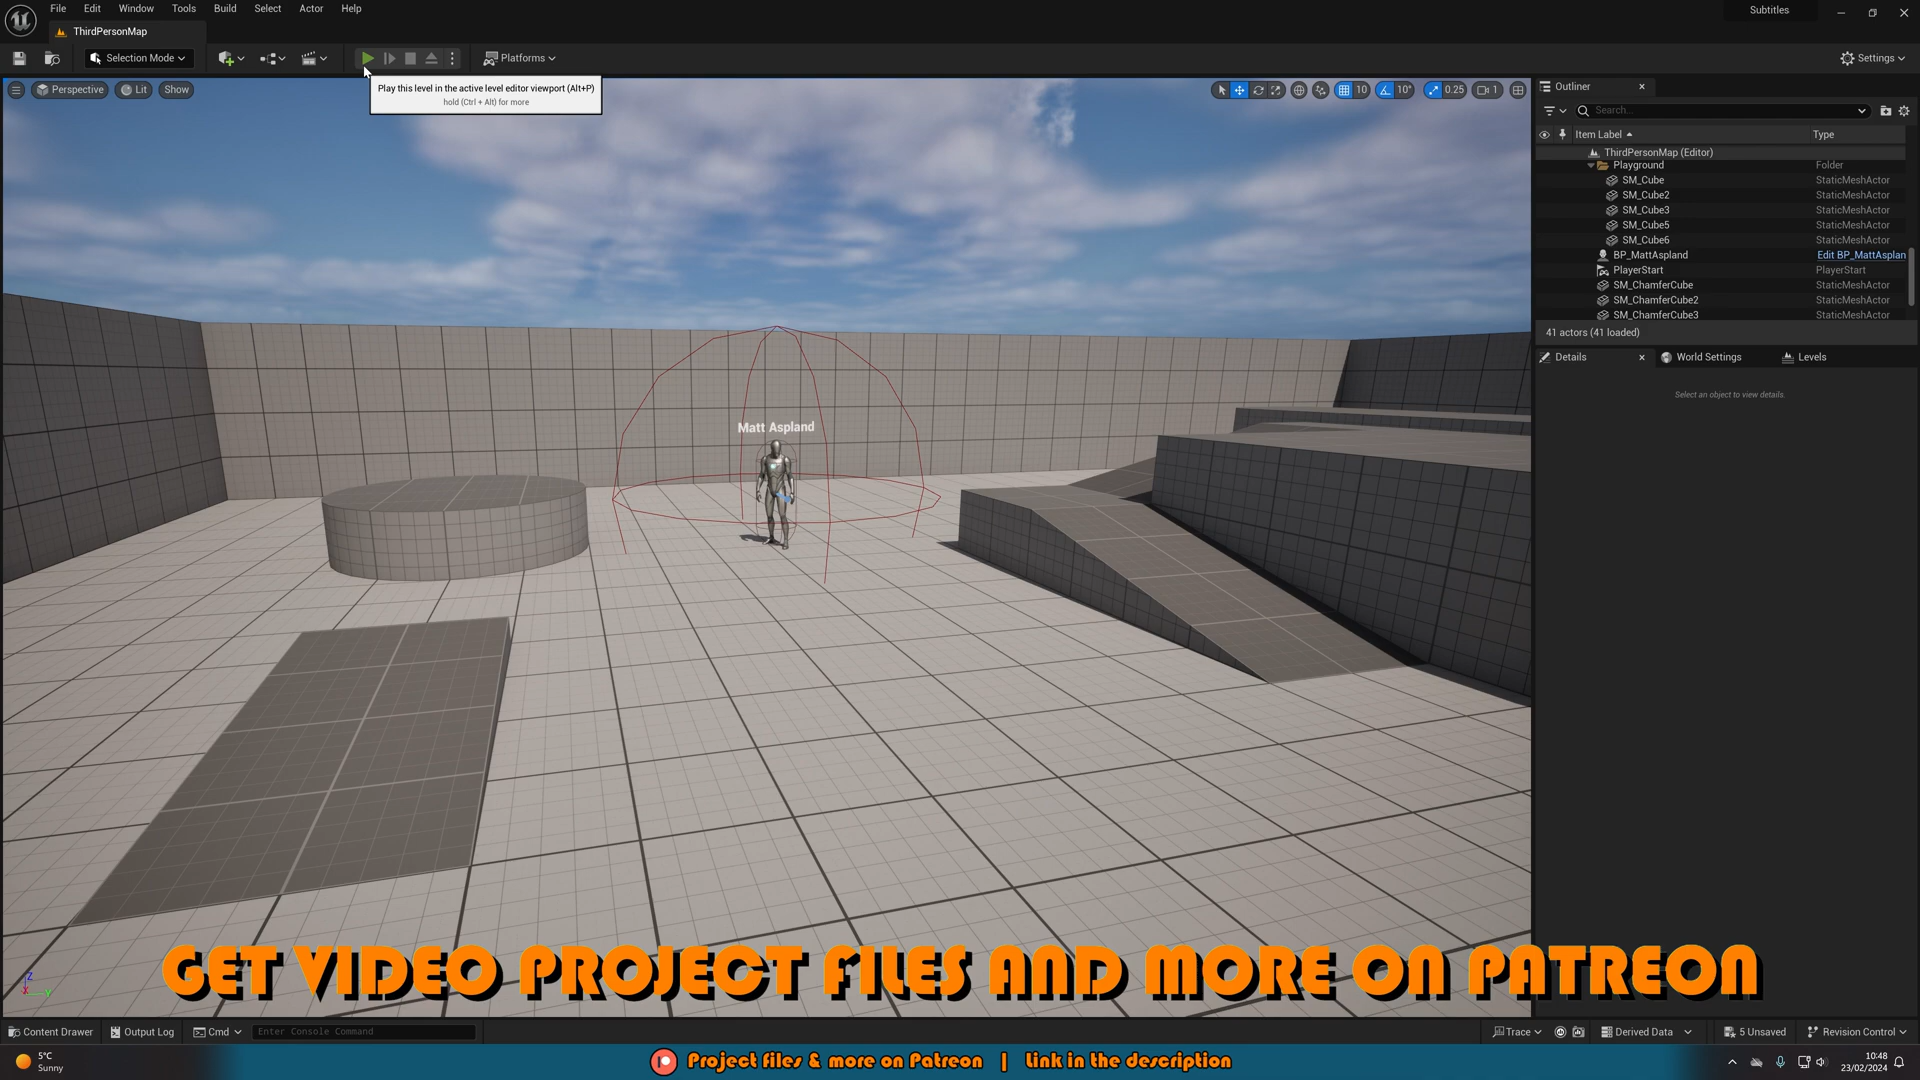 File Edit Window Tools Build Select Actor Help
Subtitles
ThirdPersonMap
Selection Mode
Platforms
Settings
Play this level in the active level editor viewport (Alt+P)
hold (Ctrl + Alt) for more
Perspective Lit Show
10 10° 0.25 1
Outliner
Search...
Item Label Type
ThirdPersonMap (Editor)
Playground Folder
SM_Cube StaticMeshActor
SM_Cube2 StaticMeshActor
SM_Cube3 StaticMeshActor
SM_Cube5 StaticMeshActor
SM_Cube6 StaticMeshActor
BP_MattAspland Edit BP_MattAsplan
PlayerStart PlayerStart
SM_ChamferCube StaticMeshActor
SM_ChamferCube2 StaticMeshActor
SM_ChamferCube3 StaticMeshActor
41 actors (41 loaded)
Details World Settings Levels
Select an object to view details.
Matt Aspland
GET VIDEO PROJECT FILES AND MORE ON PATREON
Z
X Y
Content Drawer Output Log Cmd Enter Console Command
Trace Derived Data 5 Unsaved Revision Control
5°C
Sunny
Project files & more on Patreon | Link in the description
10:48
23/02/2024